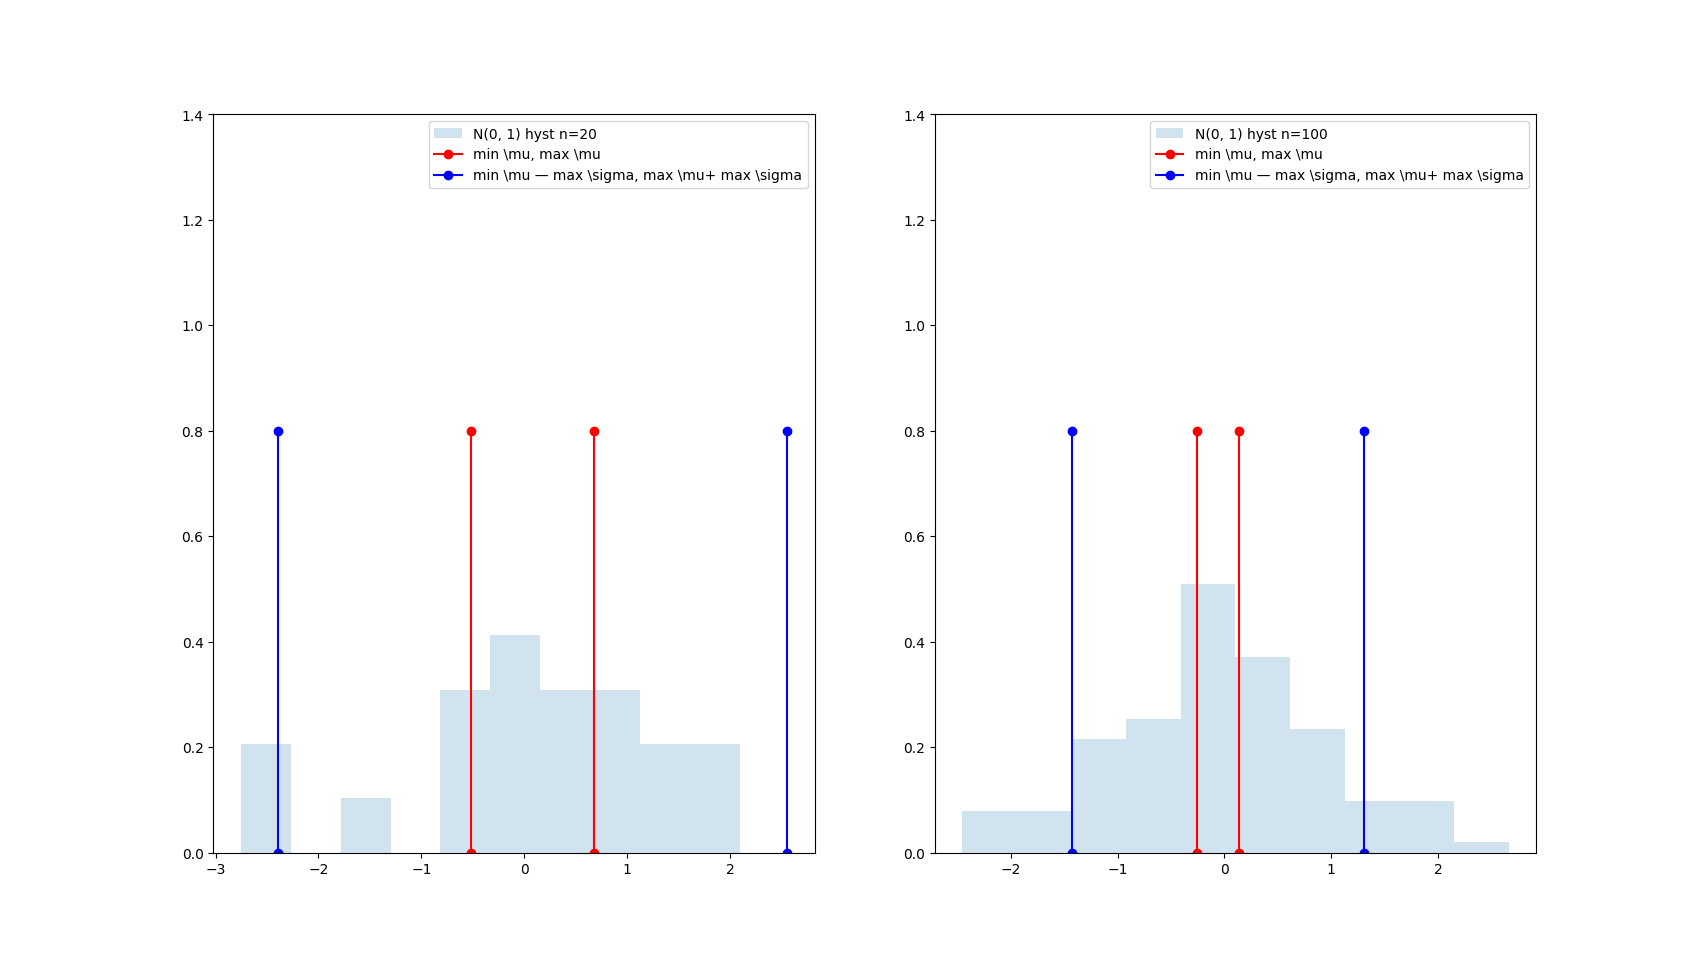 1.4
1.2
1.0
0.8
0.6
0.4
0.2
0.0
−3 −2 −1 0 1 2
N(0, 1) hyst n=20
min \mu, max \mu
min \mu — max \sigma, max \mu+ max \sigma
1.4
1.2
1.0
0.8
0.6
0.4
0.2
0.0
−2 −1 0 1 2
N(0, 1) hyst n=100
min \mu, max \mu
min \mu — max \sigma, max \mu+ max \sigma